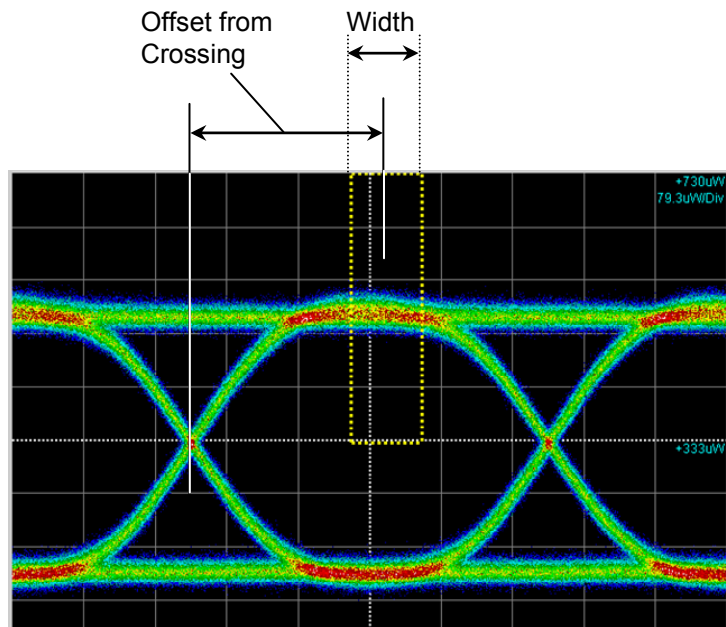 Offset from
Crossing
Width
+730uW
79.3uW/Div
+333uW